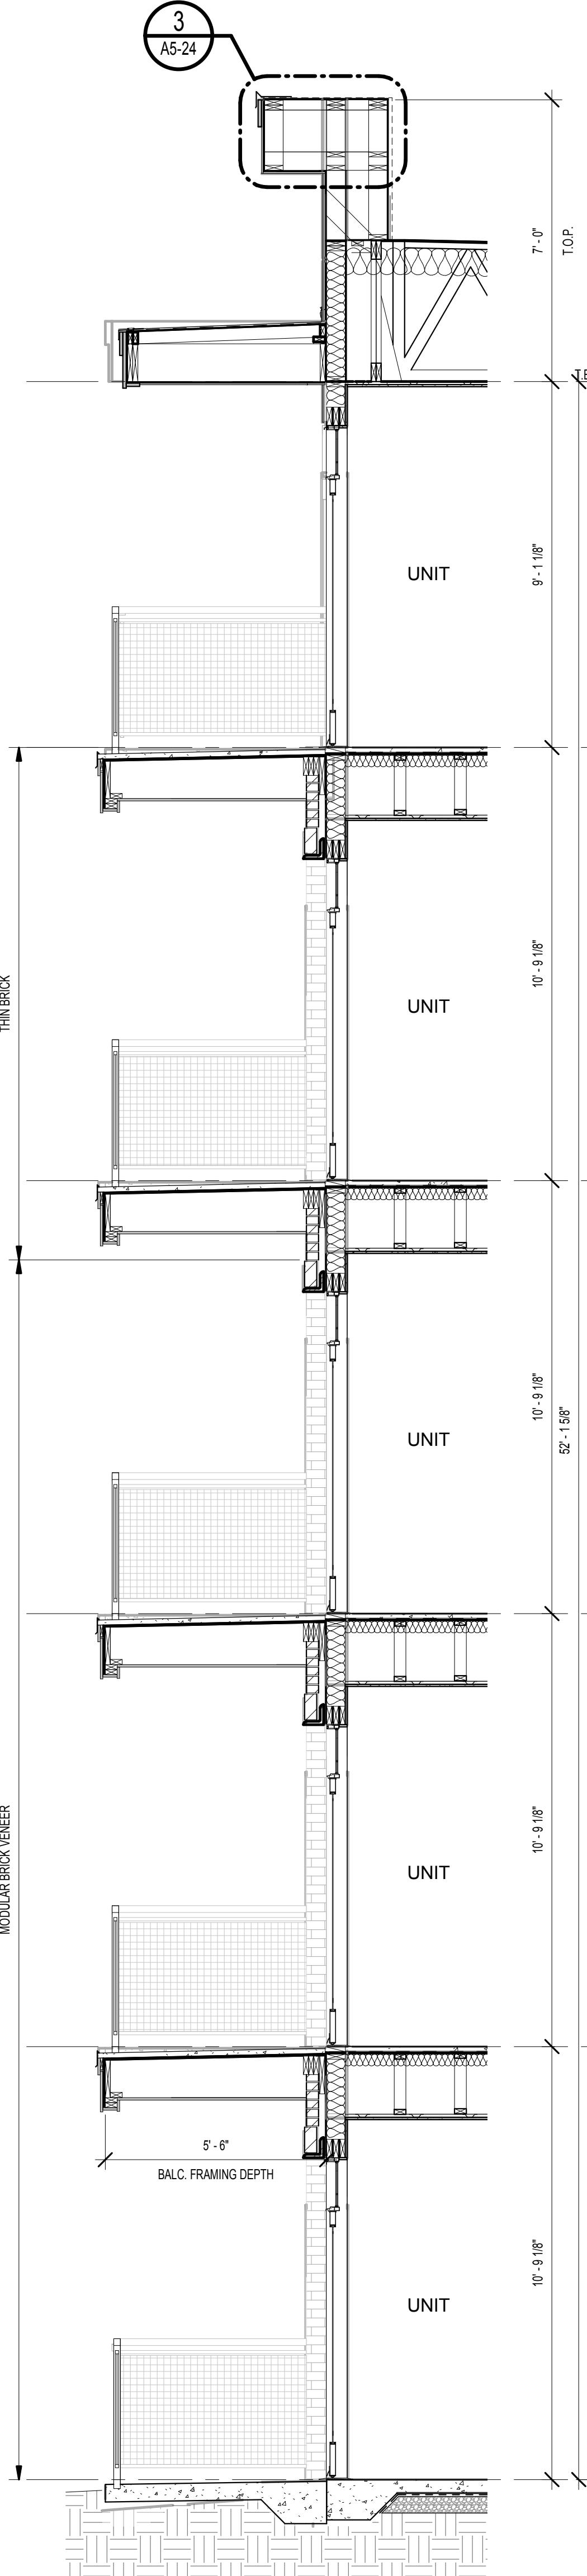 3
A5-24
7' - 0"
T.O.P.
UNIT
9' - 1 1/8"
THIN BRICK
UNIT
10' - 9 1/8"
UNIT
10' - 9 1/8"
52' - 1 5/8"
MODULAR BRICK VENEER
UNIT
10' - 9 1/8"
5' - 6"
BALC. FRAMING DEPTH
UNIT
10' - 9 1/8"